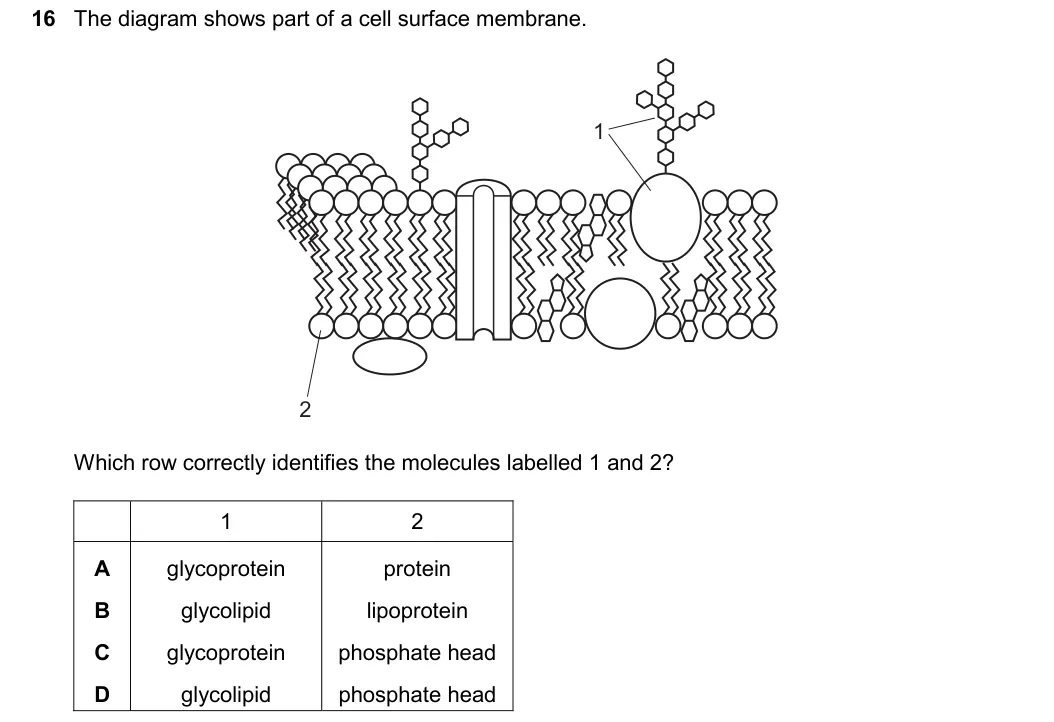 16 The diagram shows part of a cell surface membrane.
1
2
Which row correctly identifies the molecules labelled 1 and 2?
1 2
A glycoprotein protein
B glycolipid lipoprotein
C glycoprotein phosphate head
D glycolipid phosphate head